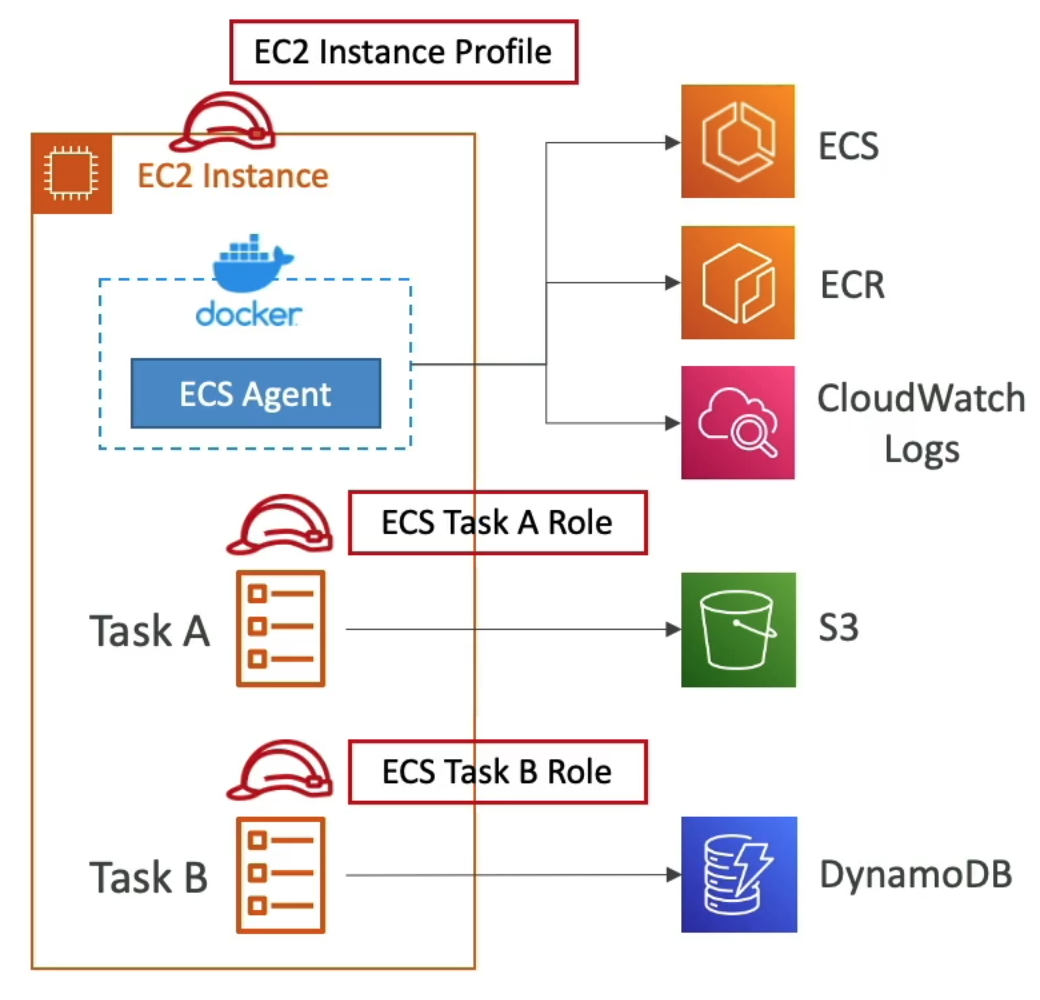 EC2 Instance Profile
EC2 Instance
docker
ECS Agent
ECS
ECR
CloudWatch
Logs
ECS Task A Role
Task A
S3
ECS Task B Role
Task B
DynamoDB